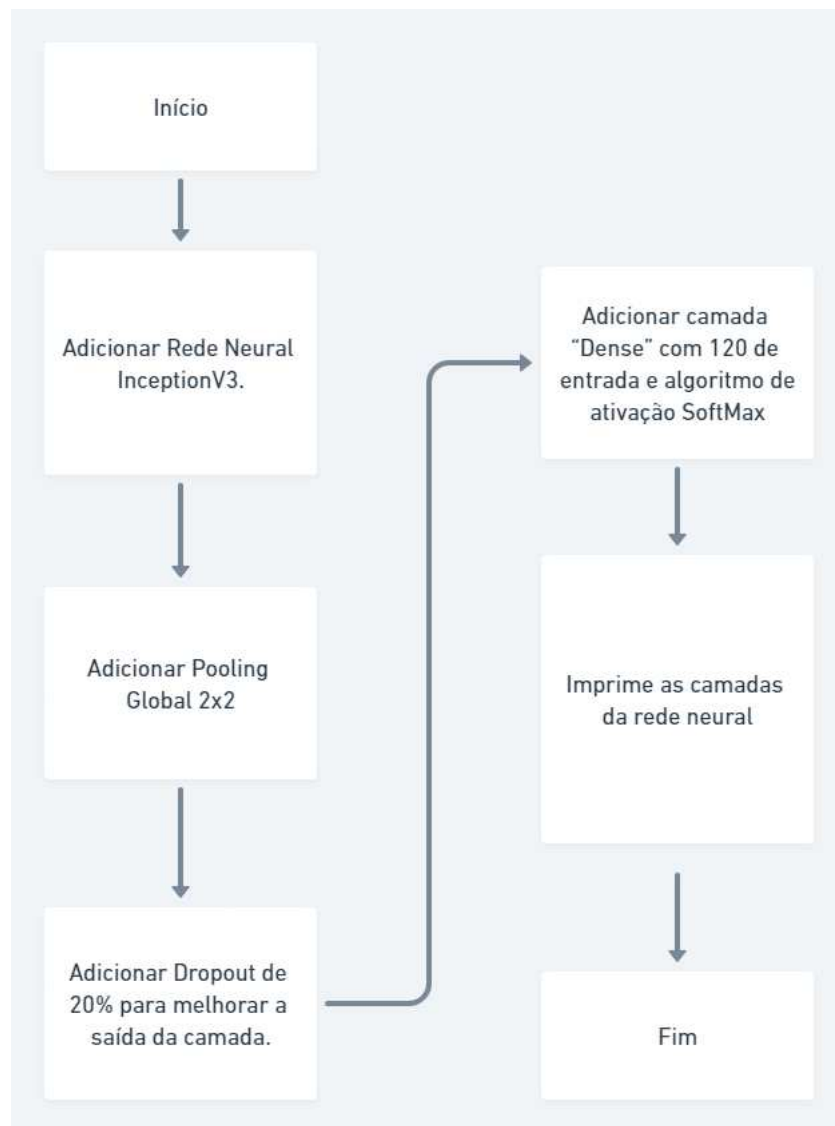 Início
Adicionar Rede Neural
InceptionV3.
Adicionar Pooling
Global 2x2
Adicionar Dropout de
20% para melhorar a
saída da camada.
Adicionar camada
“Dense” com 120 de
entrada e algoritmo de
ativação SoftMax
Imprime as camadas
da rede neural
Fim